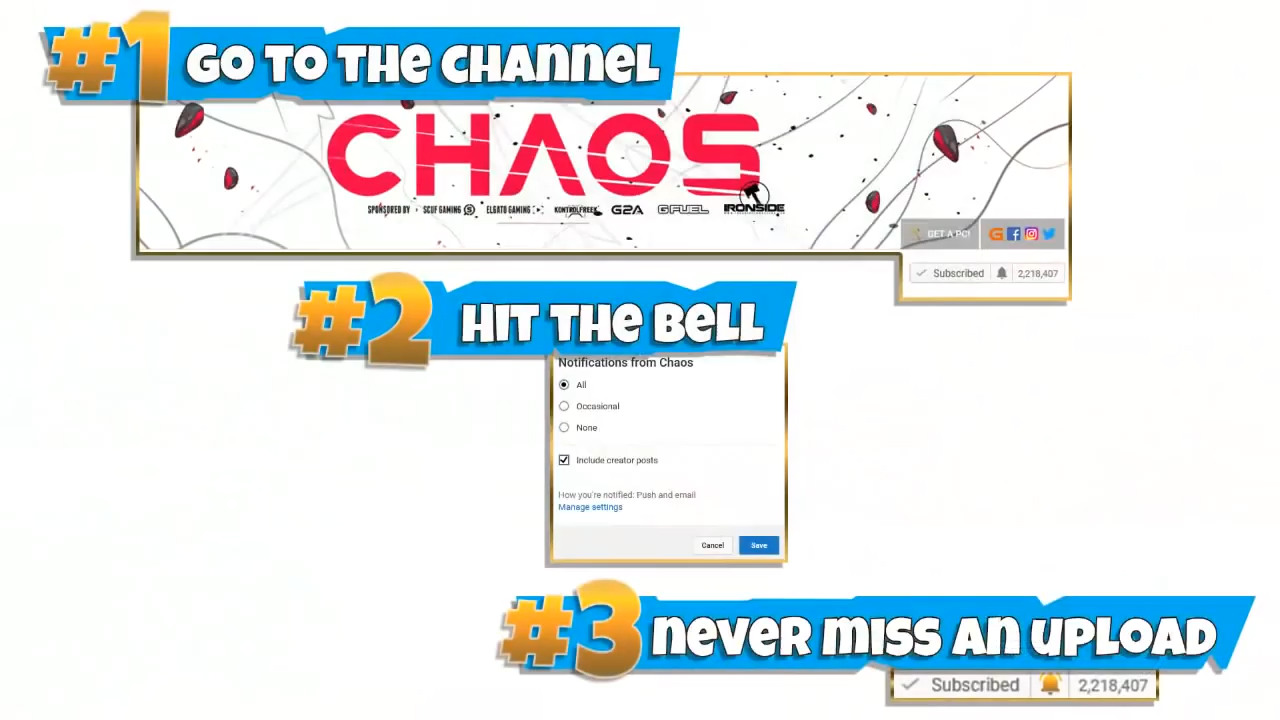 #1 GO TO THE CHANNEL
CHAOS
SPONSORED BY SCUF GAMING ELGATO GAMING KONTROLFREEK G2A G FUEL IRONSIDE
GET A PC!
Subscribed 2,218,407
#2 HIT THE BELL
Notifications from Chaos
All
Occasional
None
Include creator posts
How you're notified: Push and email
Manage settings
Cancel Save
#3 NEVER MISS AN UPLOAD
Subscribed 2,218,407